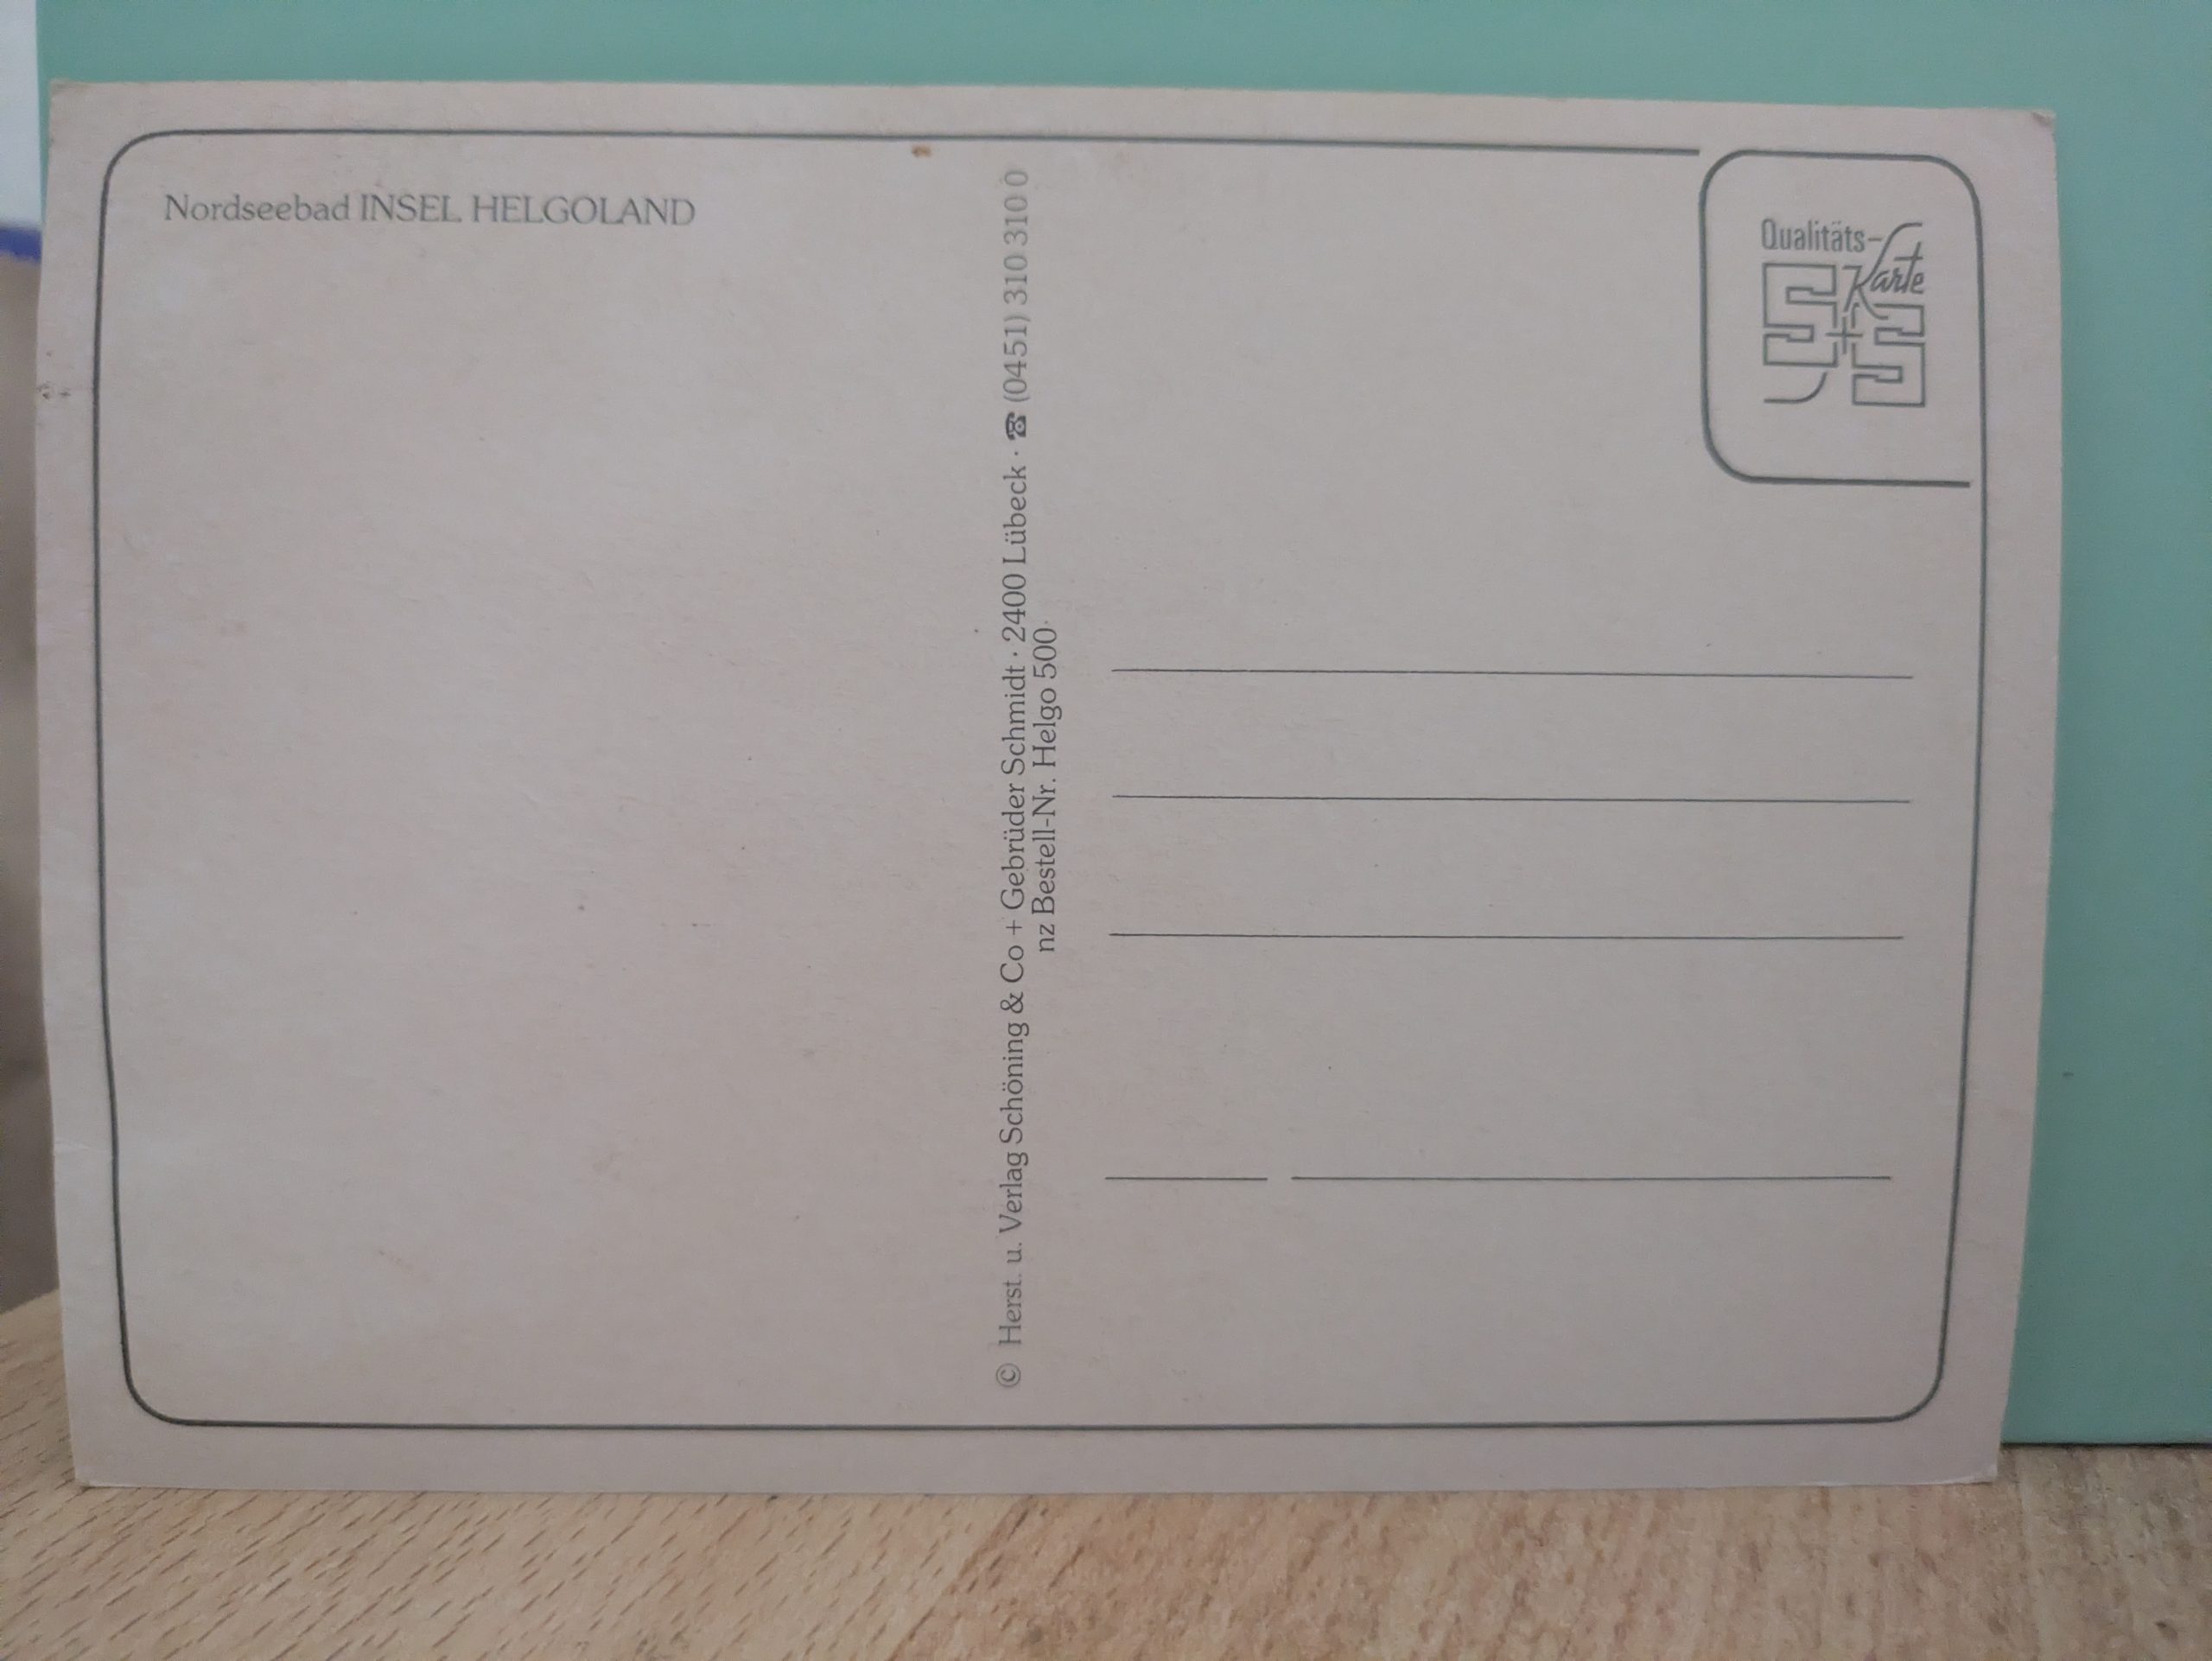 Nordseebad INSEL HELGOLAND
© Herst. u. Verlag Schöning & Co + Gebrüder Schmidt · 2400 Lübeck · ☎ (0451) 310 310 0
nz Bestell-Nr. Helgo 500
Qualitäts-
Karte
S+S